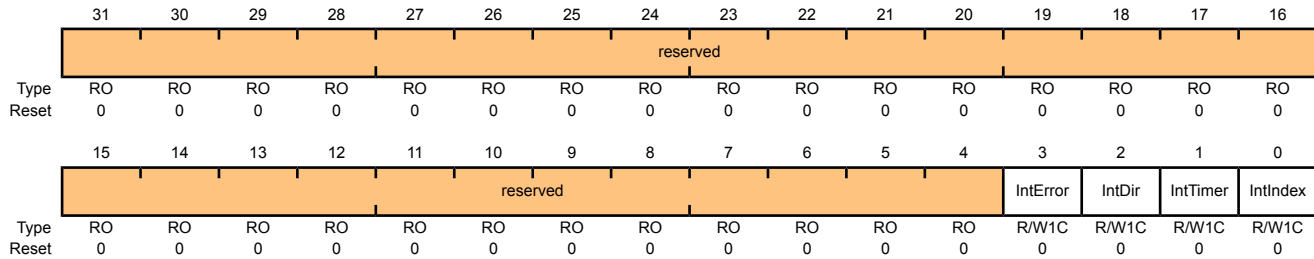 31 30 29 28 27 26 25 24 23 22 21 20 19 18 17 16
reserved
Type RO RO RO RO RO RO RO RO RO RO RO RO RO RO RO RO
Reset 0 0 0 0 0 0 0 0 0 0 0 0 0 0 0 0
15 14 13 12 11 10 9 8 7 6 5 4 3 2 1 0
reserved IntError IntDir IntTimer IntIndex
Type RO RO RO RO RO RO RO RO RO RO RO RO R/W1C R/W1C R/W1C R/W1C
Reset 0 0 0 0 0 0 0 0 0 0 0 0 0 0 0 0